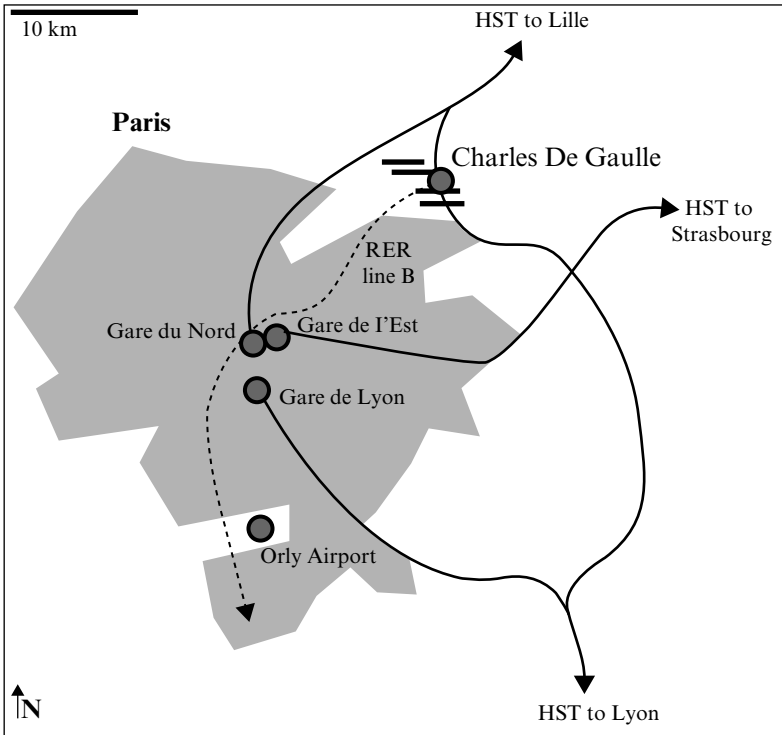 10 km
HST to Lille
Paris
Charles De Gaulle
HST to
Strasbourg
RER
line B
Gare du Nord
Gare de I'Est
Gare de Lyon
Orly Airport
HST to Lyon
N